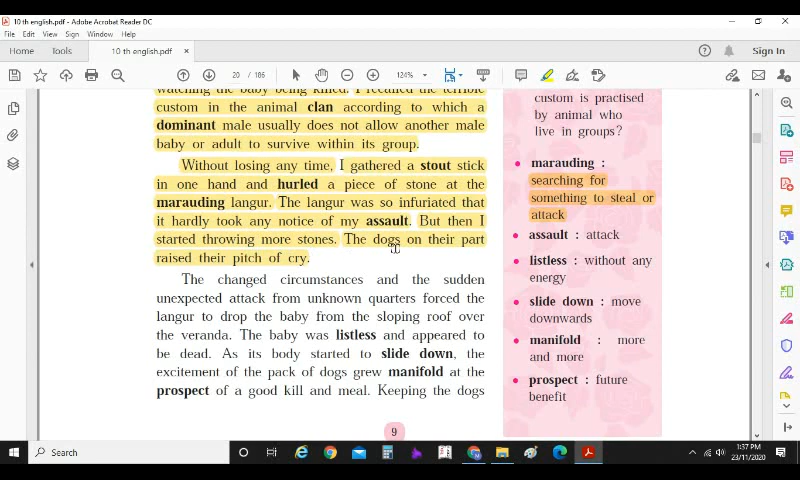 10 th english.pdf - Adobe Acrobat Reader DC
File Edit View Sign Window Help
Home Tools 10 th english.pdf × Sign In
20 / 186 124%
watching the baby being killed. I recalled the terrible
custom in the animal clan according to which a
dominant male usually does not allow another male
baby or adult to survive within its group.
Without losing any time, I gathered a stout stick
in one hand and hurled a piece of stone at the
marauding langur. The langur was so infuriated that
it hardly took any notice of my assault. But then I
started throwing more stones. The dogs on their part
raised their pitch of cry.
The changed circumstances and the sudden
unexpected attack from unknown quarters forced the
langur to drop the baby from the sloping roof over
the veranda. The baby was listless and appeared to
be dead. As its body started to slide down, the
excitement of the pack of dogs grew manifold at the
prospect of a good kill and meal. Keeping the dogs
9
custom is practised
by animal who
live in groups?
• marauding :
searching for
something to steal or
attack
• assault : attack
• listless : without any
energy
• slide down : move
downwards
• manifold : more
and more
• prospect : future
benefit
Search
1:37 PM
23/11/2020